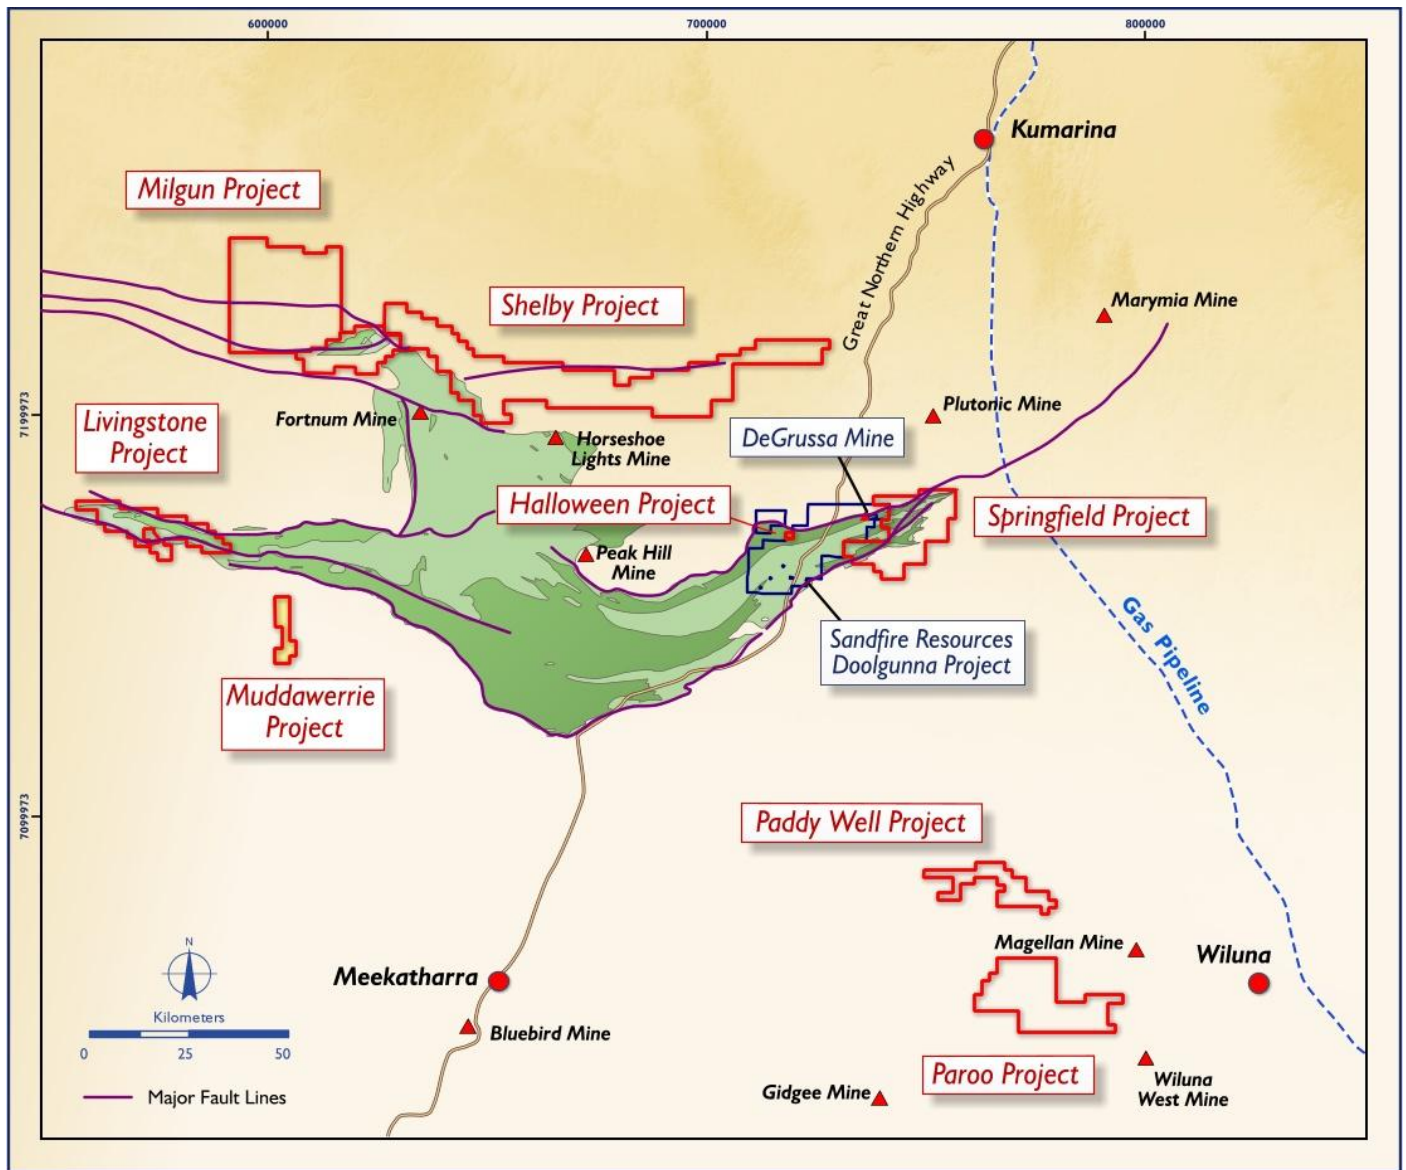 600000
700000
800000
Kumarina
Great Northern Highway
Milgun Project
Shelby Project
Marymia Mine
7199973
Livingstone
Project
Fortnum Mine
Horseshoe
Lights Mine
Plutonic Mine
DeGrussa Mine
Halloween Project
Springfield Project
Peak Hill
Mine
Sandfire Resources
Doolgunna Project
Gas Pipeline
Muddawerrie
Project
7099973
Paddy Well Project
Magellan Mine
Wiluna
Meekatharra
N
Kilometers
0 25 50
Bluebird Mine
Paroo Project
Major Fault Lines
Gidgee Mine
Wiluna
West Mine